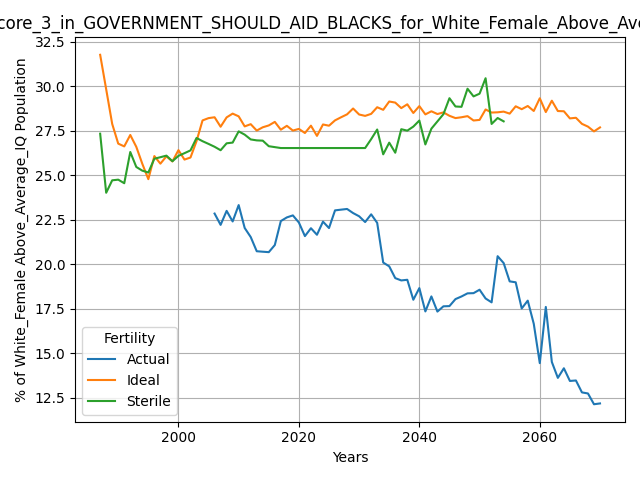 core_3_in_GOVERNMENT_SHOULD_AID_BLACKS_for_White_Female_Above_Ave
32.5
30.0
27.5
25.0
22.5
20.0
17.5
15.0
12.5
% of White_Female Above_Average_IQ Population
Fertility
Actual
Ideal
Sterile
2000
2020
2040
2060
Years